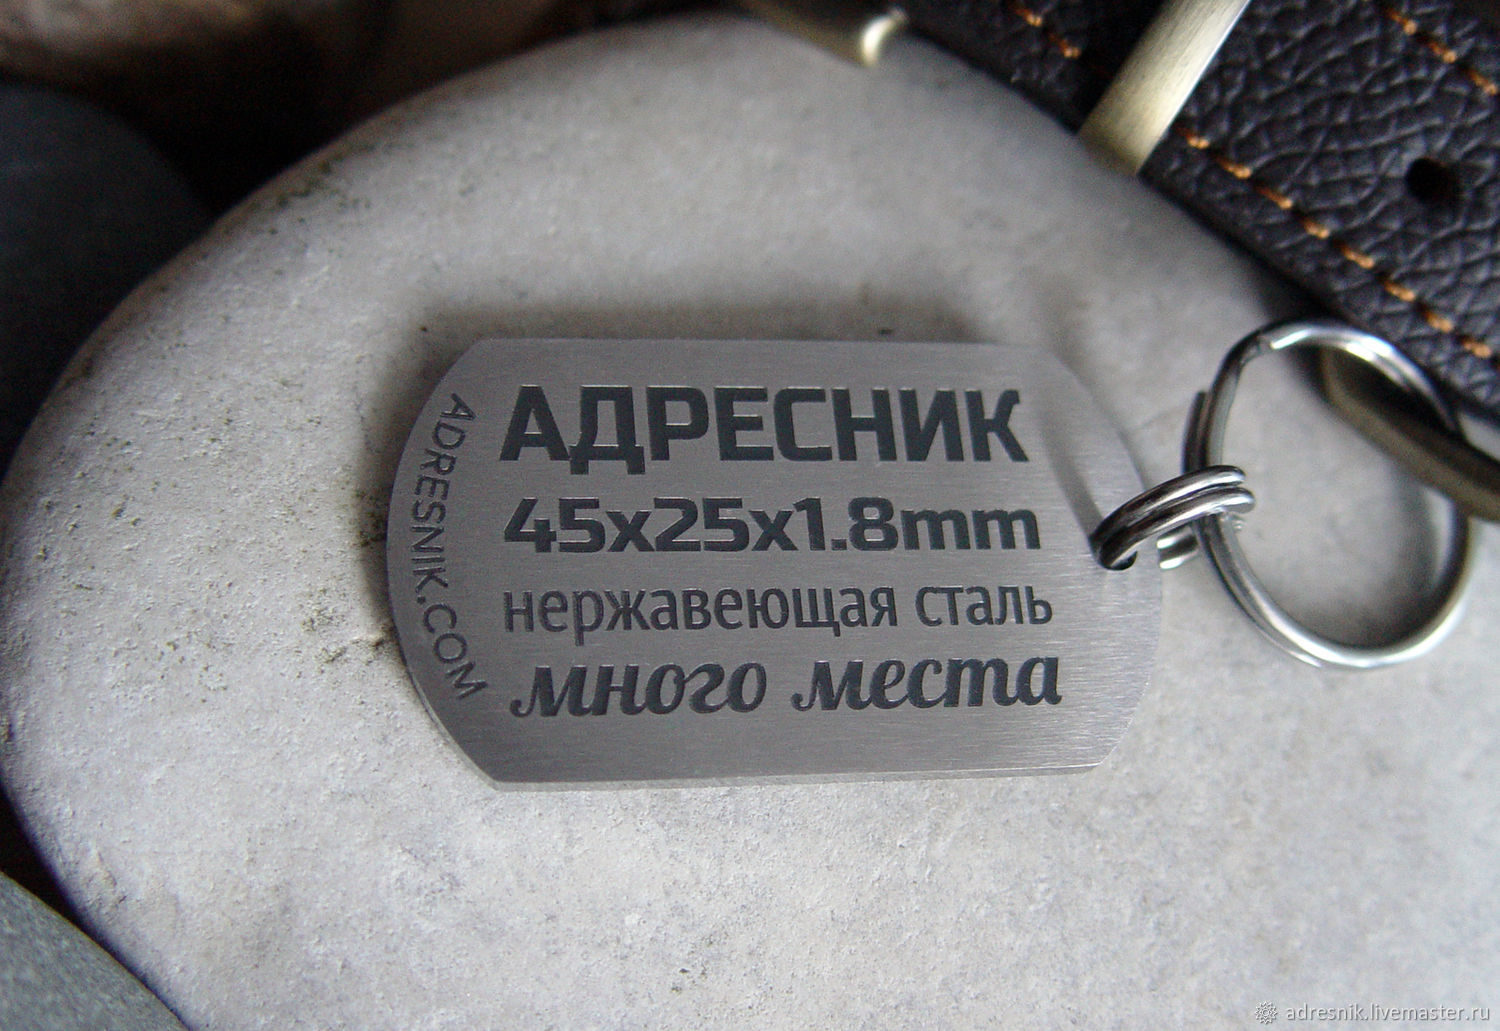 АДРЕСНИК
45x25x1.8mm
нержавеющая сталь
много места
ADRESNIK.COM
adresnik.livemaster.ru